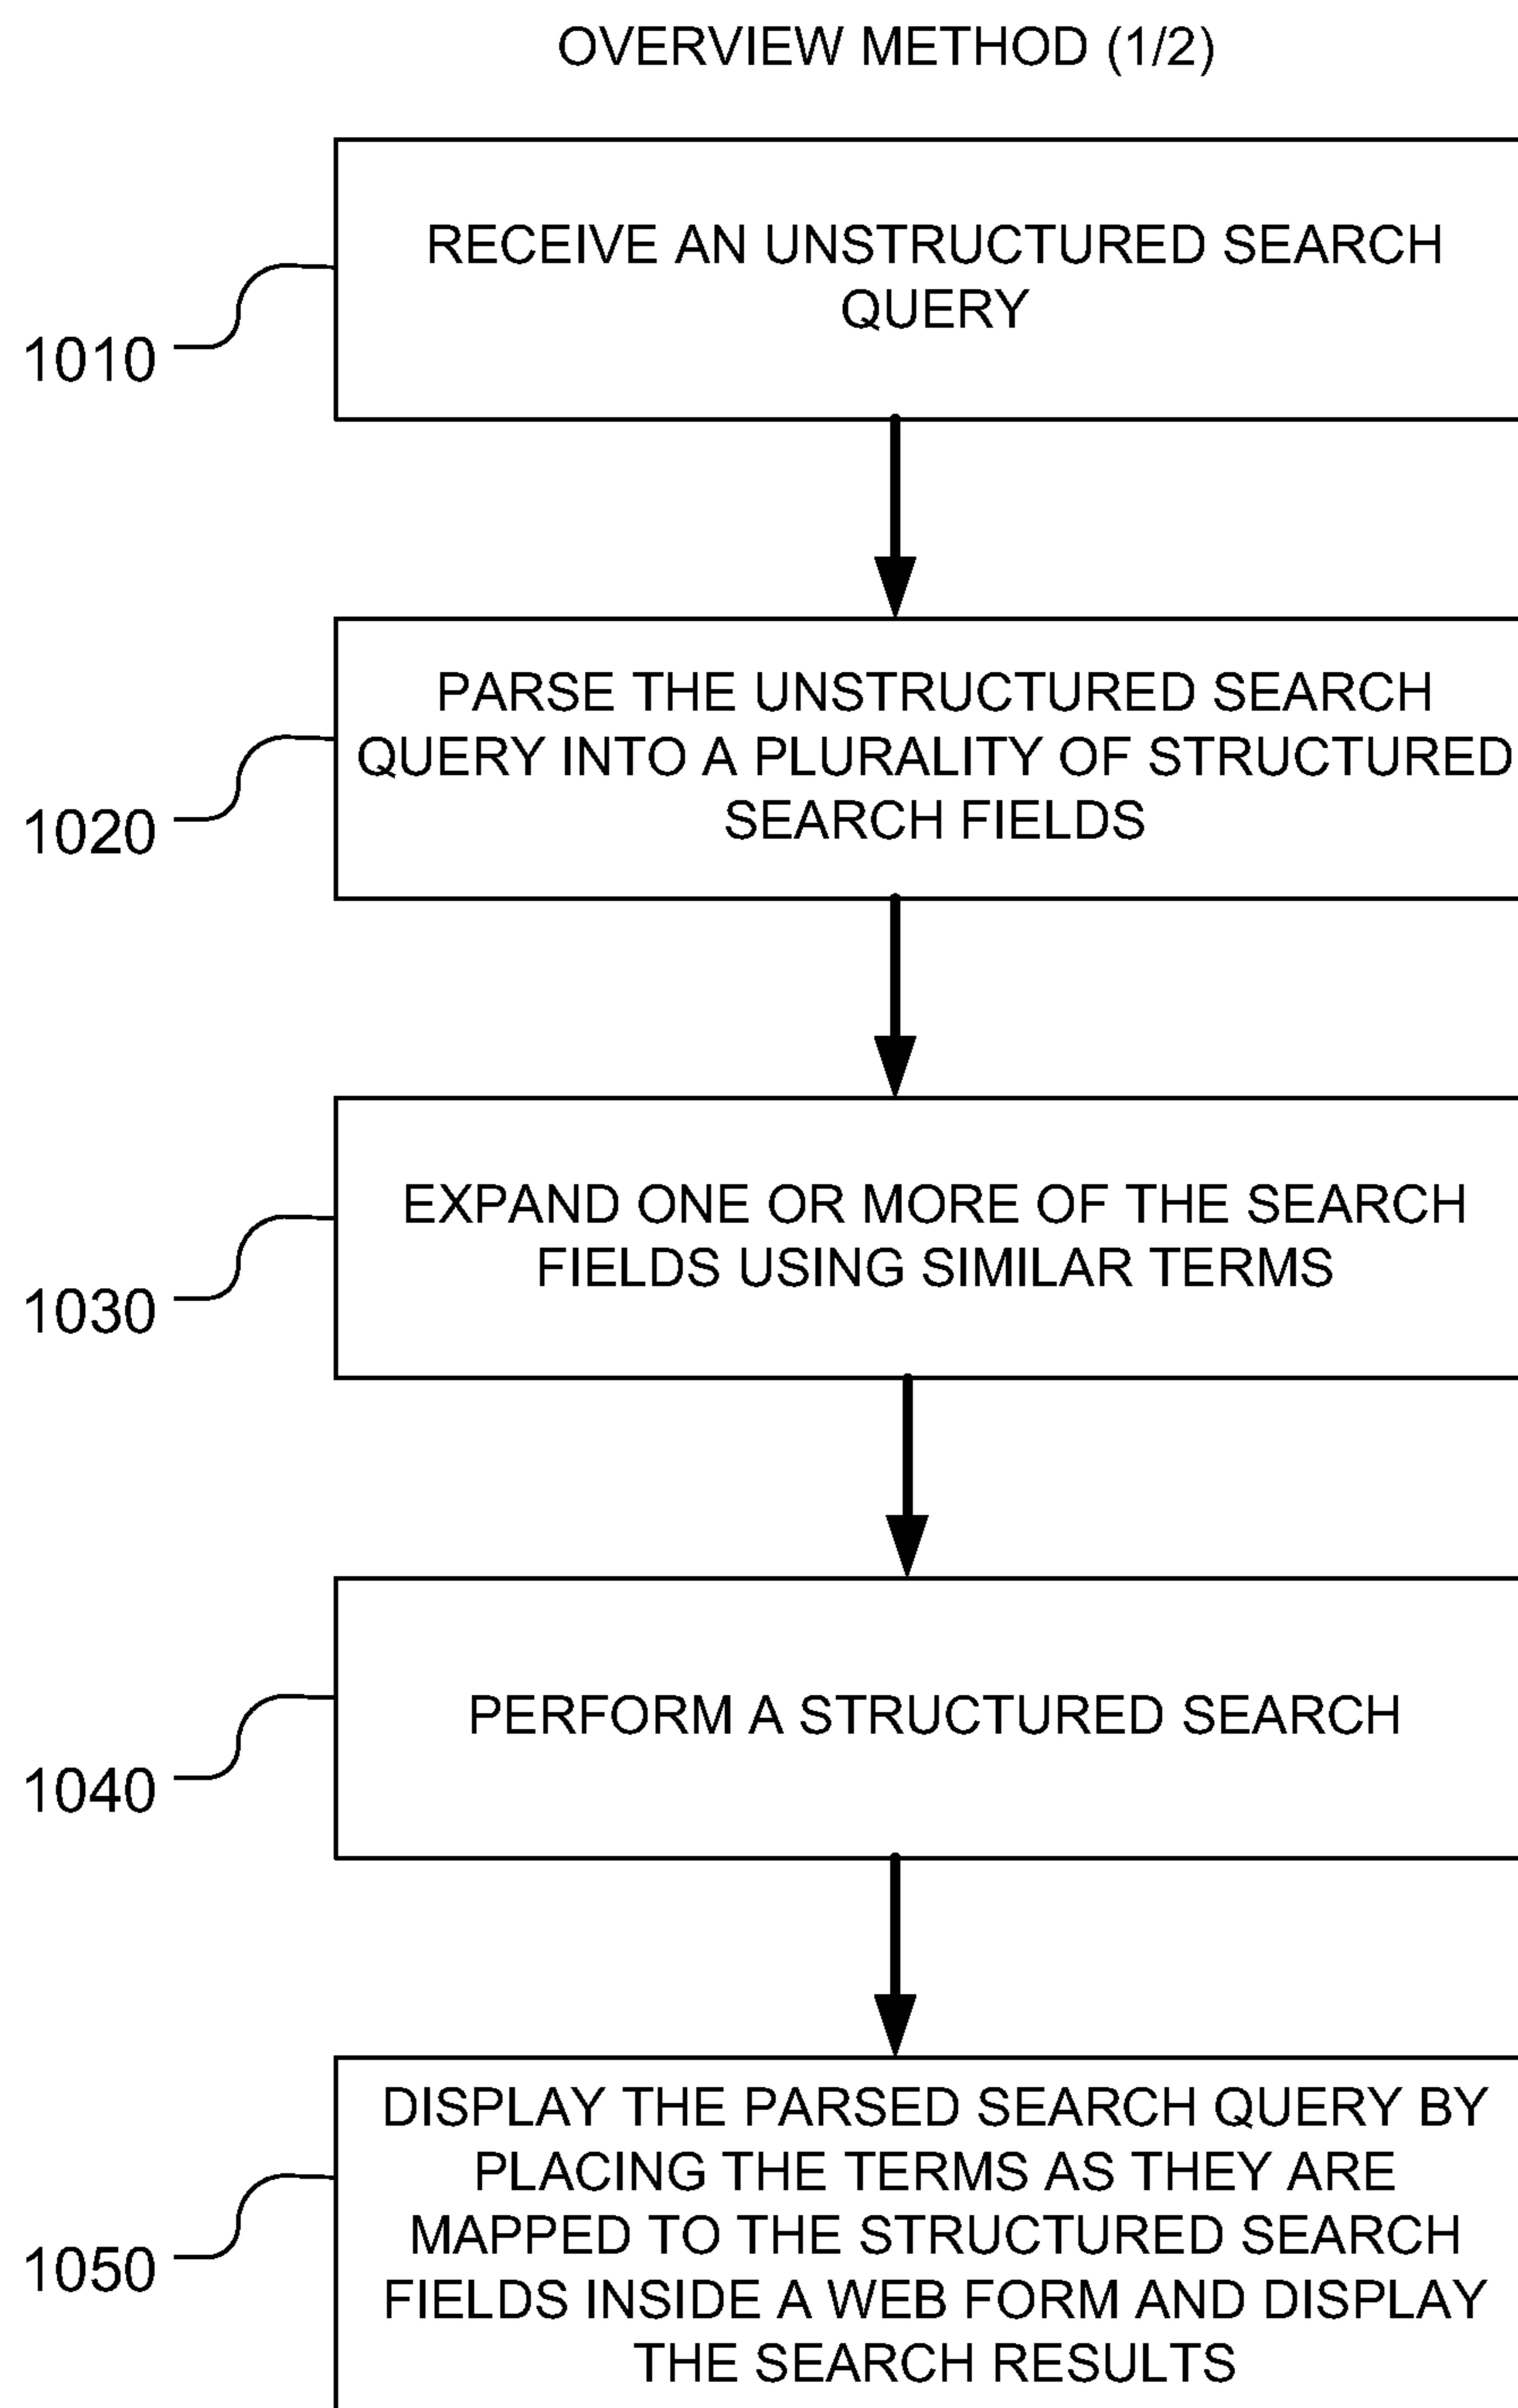 OVERVIEW METHOD (1/2)
RECEIVE AN UNSTRUCTURED SEARCH
QUERY
1010
PARSE THE UNSTRUCTURED SEARCH
QUERY INTO A PLURALITY OF STRUCTURED
SEARCH FIELDS
1020
EXPAND ONE OR MORE OF THE SEARCH
FIELDS USING SIMILAR TERMS
1030
PERFORM A STRUCTURED SEARCH
1040
DISPLAY THE PARSED SEARCH QUERY BY
PLACING THE TERMS AS THEY ARE
MAPPED TO THE STRUCTURED SEARCH
FIELDS INSIDE A WEB FORM AND DISPLAY
THE SEARCH RESULTS
1050